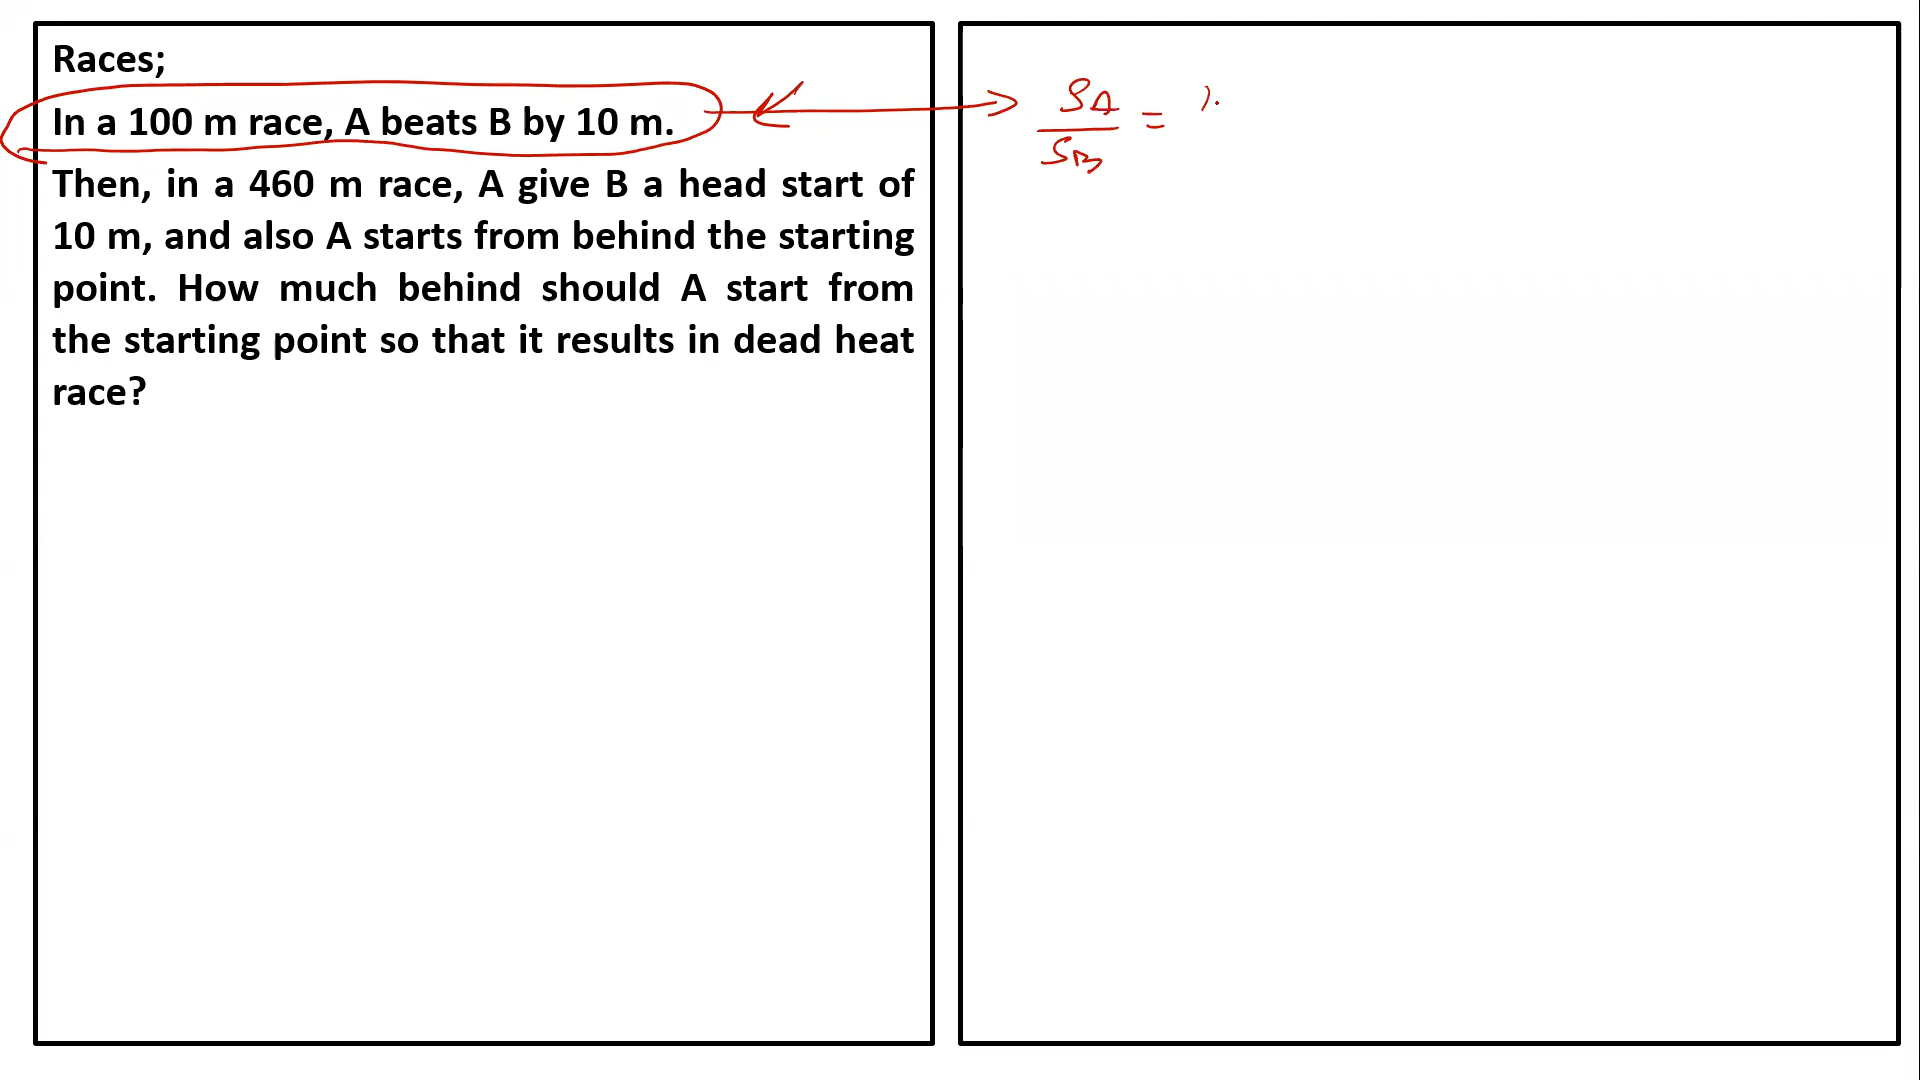 Races;
In a 100 m race, A beats B by 10 m.
Then, in a 460 m race, A give B a head start of
10 m, and also A starts from behind the starting
point. How much behind should A start from
the starting point so that it results in dead heat
race?
SA
SB
=